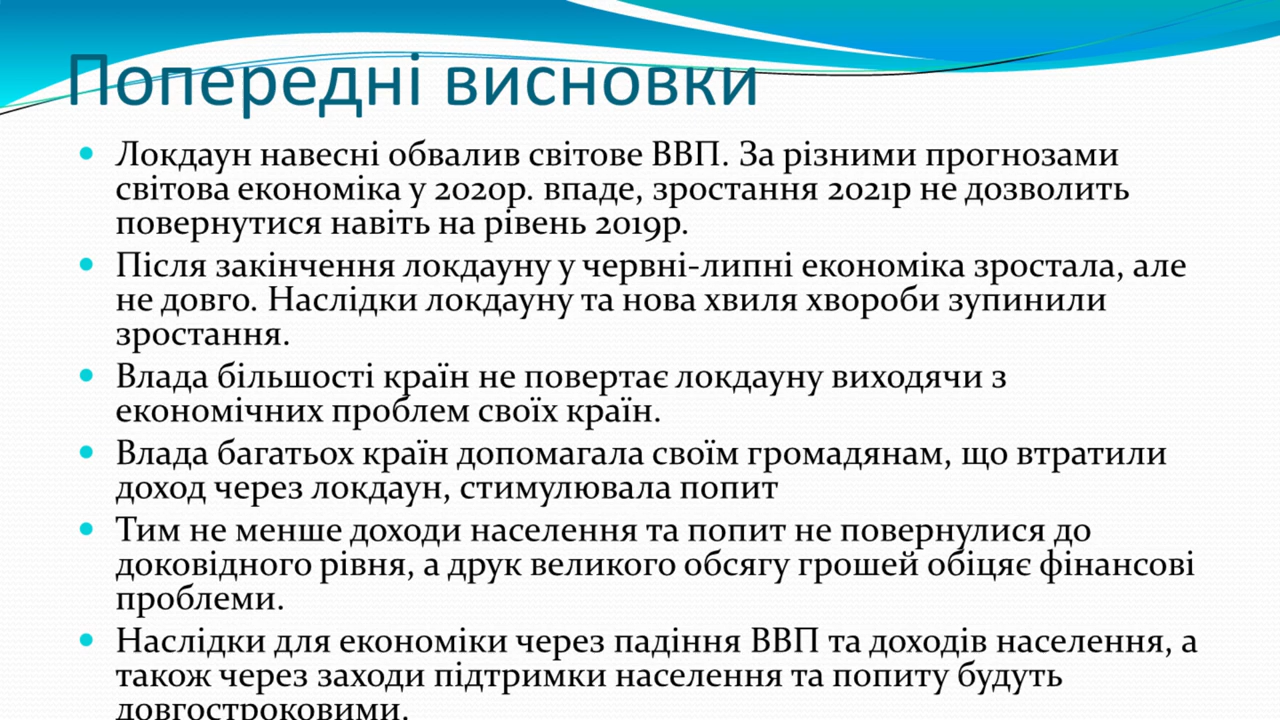 Попередні висновки
Локдаун навесні обвалив світове ВВП. За різними прогнозами
світова економіка у 2020р. впаде, зростання 2021р не дозволить
повернутися навіть на рівень 2019р.
Після закінчення локдауну у червні-липні економіка зростала, але
не довго. Наслідки локдауну та нова хвиля хвороби зупинили
зростання.
Влада більшості країн не повертає локдауну виходячи з
економічних проблем своїх країн.
Влада багатьох країн допомагала своїм громадянам, що втратили
доход через локдаун, стимулювала попит
Тим не менше доходи населення та попит не повернулися до
доковідного рівня, а друк великого обсягу грошей обіцяє фінансові
проблеми.
Наслідки для економіки через падіння ВВП та доходів населення, а
також через заходи підтримки населення та попиту будуть
довгостроковими.